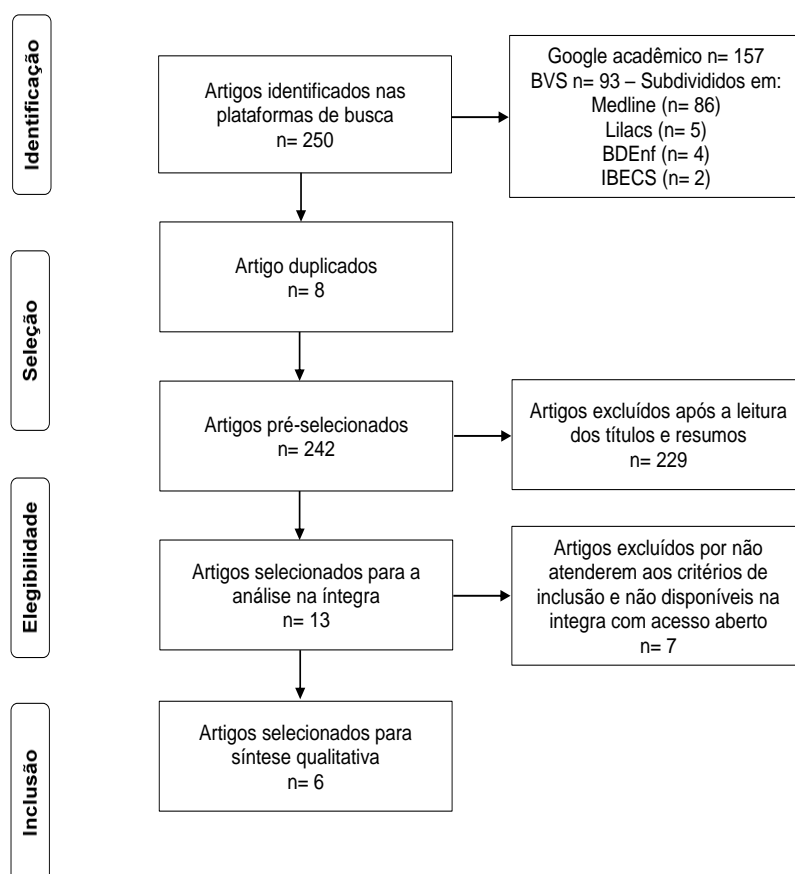 Identificação
Artigos identificados nas
plataformas de busca
n= 250
Google acadêmico n= 157
BVS n= 93 – Subdividos em:
Medline (n= 86)
Lilacs (n= 5)
BDEnf (n= 4)
IBECS (n= 2)
Seleção
Artigo duplicados
n= 8
Artigos pré-selecionados
n= 242
Artigos excluídos após a leitura
dos títulos e resumos
n= 229
Elegibilidade
Artigos selecionados para a
análise na íntegra
n= 13
Artigos excluídos por não
atenderem aos critérios de
inclusão e não disponíveis na
integra com acesso aberto
n= 7
Inclusão
Artigos selecionados para
síntese qualitativa
n= 6